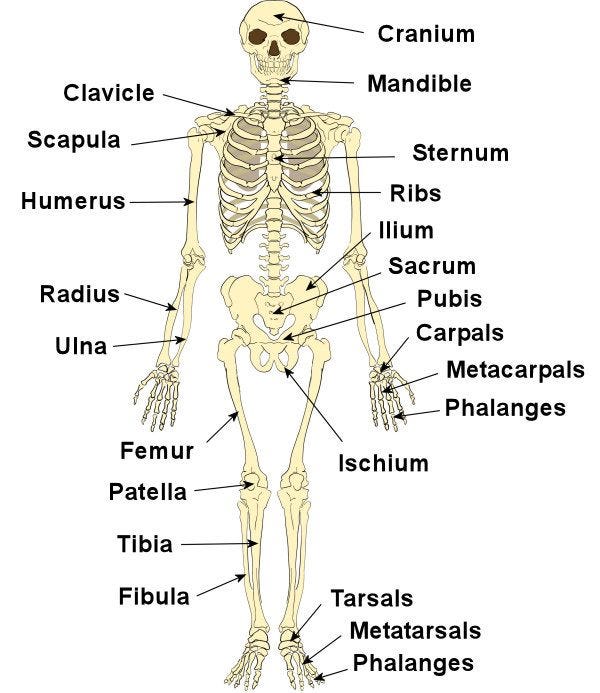 Cranium
Mandible
Clavicle
Scapula
Sternum
Humerus
Ribs
Ilium
Sacrum
Radius
Pubis
Ulna
Carpals
Metacarpals
Phalanges
Femur
Ischium
Patella
Tibia
Fibula
Tarsals
Metatarsals
Phalanges